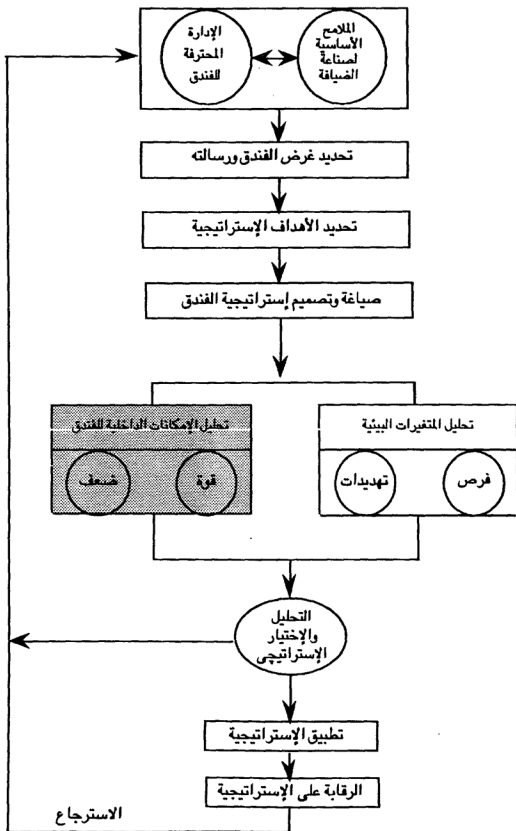 الملامح
الأساسية
لصناعة
الضيافة
الإدارة
المحترفة
للفندق
تحديد غرض الفندق ورسالته
تحديد الأهداف الإستراتيجية
صياغة وتصميم إستراتيجية الفندق
تحليل المتغيرات البيئية
فرص
تهديدات
تحليل الإمكانات الداخلية للفندق
قوة
ضعف
التحليل
والإختيار
الإستراتيچى
تطبيق الإستراتيجية
الرقابة على الإستراتيجية
الاسترجاع